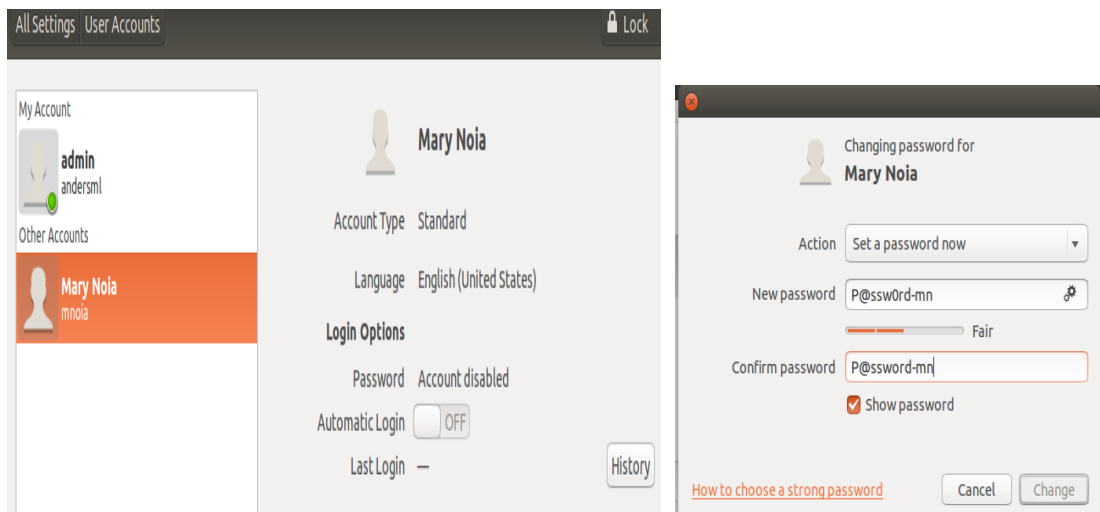 All Settings User Accounts
Lock
My Account
admin
andersml
Other Accounts
Mary Noia
mnoia
Mary Noia
Account Type Standard
Language English (United States)
Login Options
Password Account disabled
Automatic Login OFF
Last Login —
History
Changing password for
Mary Noia
Action Set a password now
New password P@ssw0rd-mn
Fair
Confirm password P@ssword-mn
Show password
How to choose a strong password Cancel Change